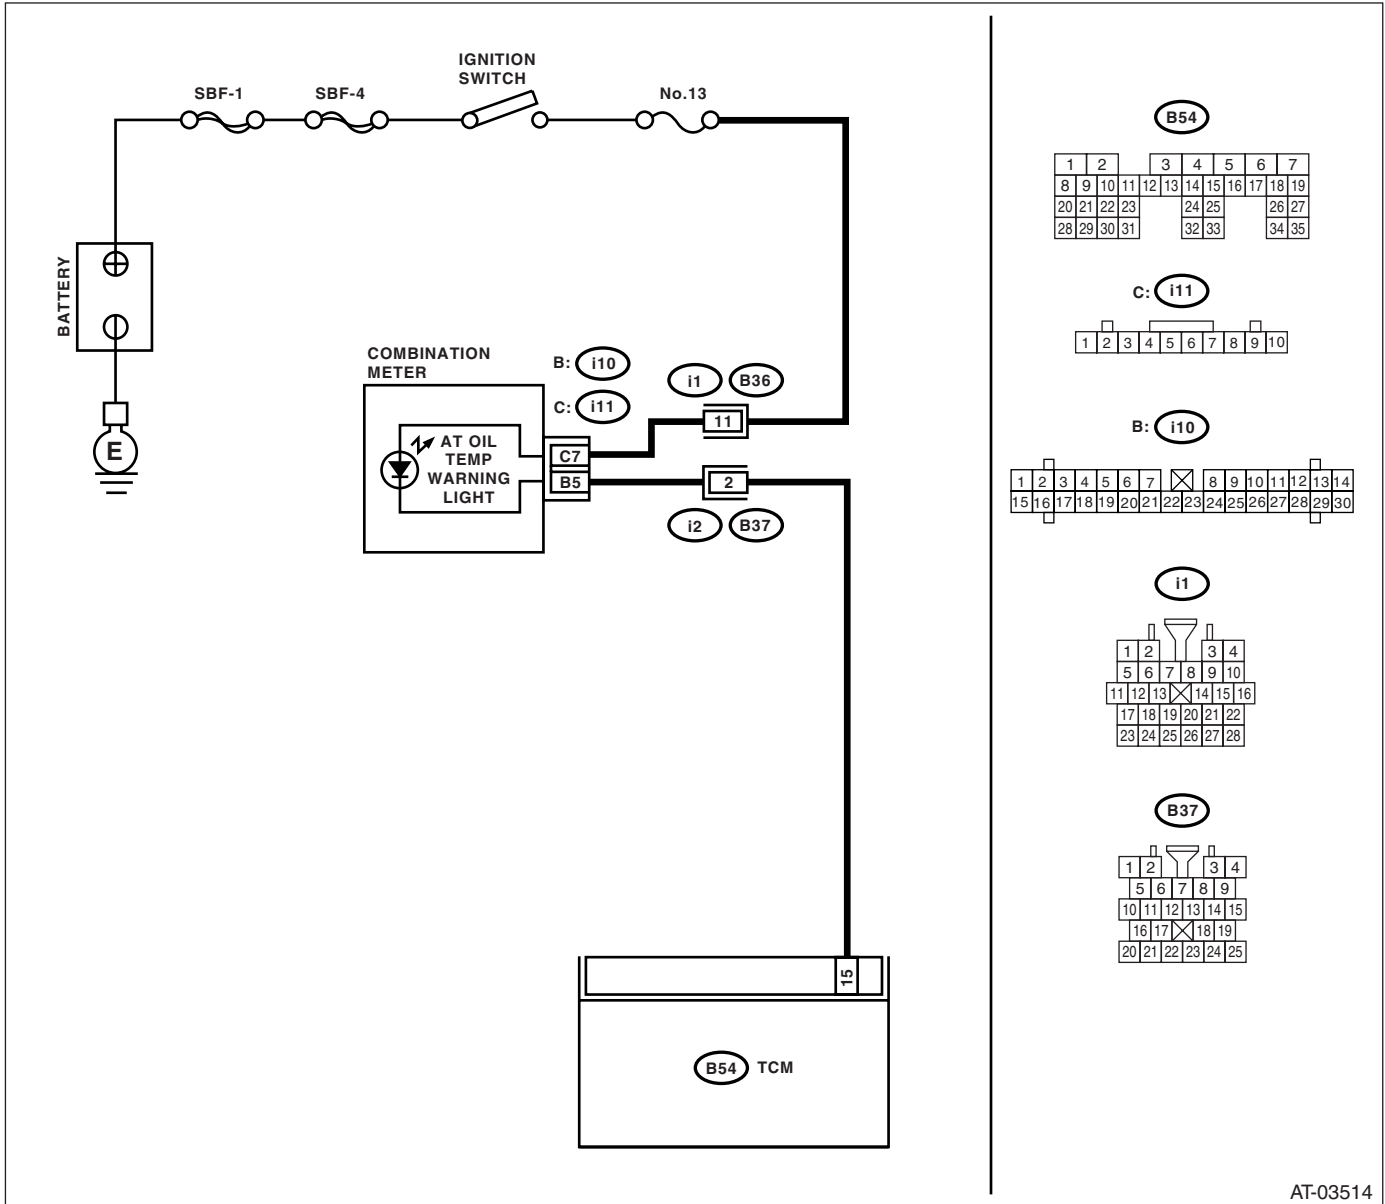 IGNITION
SWITCH
SBF-1
SBF-4
No.13
BATTERY
E
COMBINATION
METER
B: i10
C: i11
AT OIL
TEMP
WARNING
LIGHT
C7
B5
i1 B36
11
2
i2 B37
15
B54 TCM
B54
1 2 3 4 5 6 7
8 9 10 11 12 13 14 15 16 17 18 19
20 21 22 23 24 25 26 27
28 29 30 31 32 33 34 35
C: i11
1 2 3 4 5 6 7 8 9 10
B: i10
1 2 3 4 5 6 7 8 9 10 11 12 13 14
15 16 17 18 19 20 21 22 23 24 25 26 27 28 29 30
i1
1 2 3 4
5 6 7 8 9 10
11 12 13 14 15 16
17 18 19 20 21 22
23 24 25 26 27 28
B37
1 2 3 4
5 6 7 8 9
10 11 12 13 14 15
16 17 18 19
20 21 22 23 24 25
AT-03514